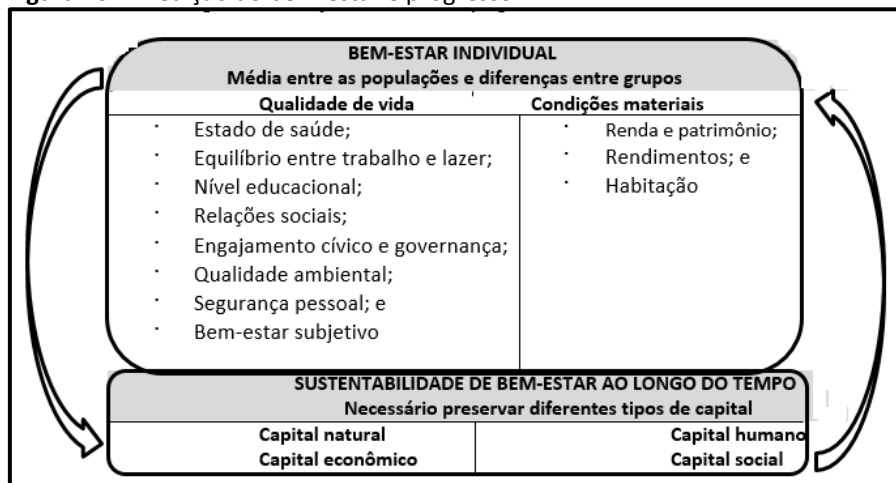 BEM-ESTAR INDIVIDUAL
Média entre as populações e diferenças entre grupos
Qualidade de vida
Condições materiais
· Estado de saúde;
· Equilíbrio entre trabalho e lazer;
· Nível educacional;
· Relações sociais;
· Engajamento cívico e governança;
· Qualidade ambiental;
· Segurança pessoal; e
· Bem-estar subjetivo
· Renda e patrimônio;
· Rendimentos; e
· Habitação
SUSTENTABILIDADE DE BEM-ESTAR AO LONGO DO TEMPO
Necessário preservar diferentes tipos de capital
Capital natural
Capital econômico
Capital humano
Capital social